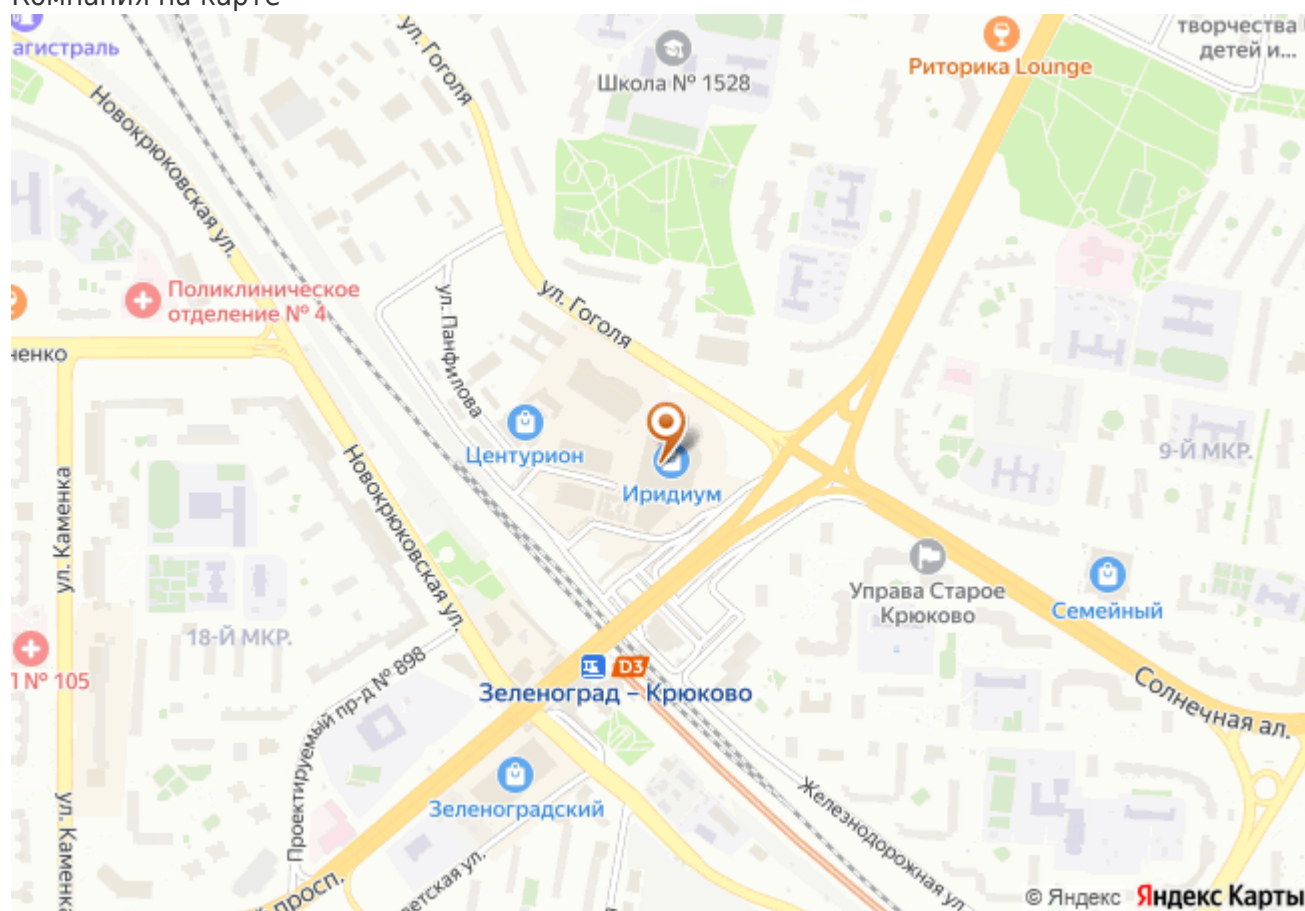 Компания на карте
агистраль
ул. Гоголя
Школа № 1528
Риторика Lounge
творчества
детей и...
Новокрюковская ул.
Поликлиническое
отделение № 4
ненко
ул. Панфилова
ул. Гоголя
Центурион
Иридиум
9-Й МКР.
ул. Каменка
Новокрюковская ул.
Управа Старое
Крюково
Семейный
18-Й МКР.
№ 105
Проектируемый пр-д № 898
D3
Зеленоград – Крюково
Солнечная ал.
Зеленоградский
Железнодорожная ул.
ул. Каменка
просп.
етская ул.
© Яндекс Яндекс Карты